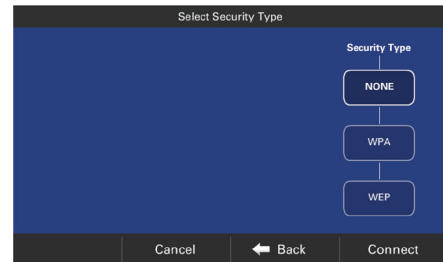 Select Security Type
Security Type
NONE
WPA
WEP
Cancel
Back
Connect